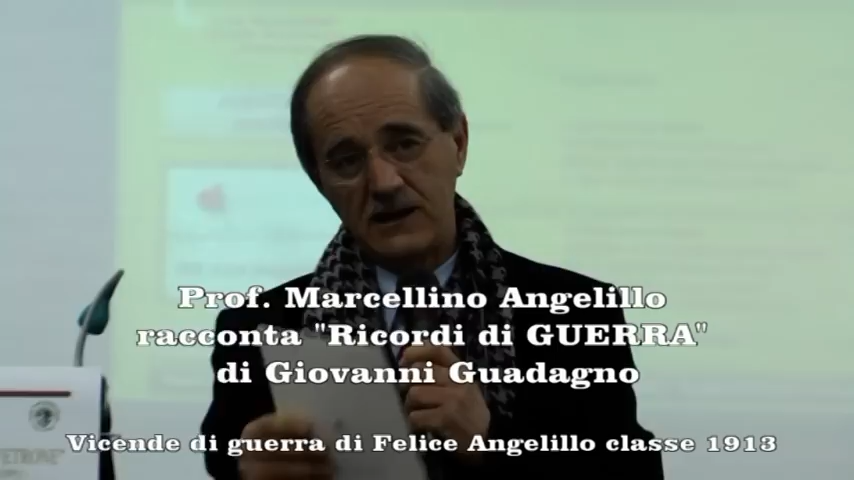 Prof. Marcellino Angelillo
racconta "Ricordi di GUERRA"
di Giovanni Guadagno
Vicende di guerra di Felice Angelillo classe 1913